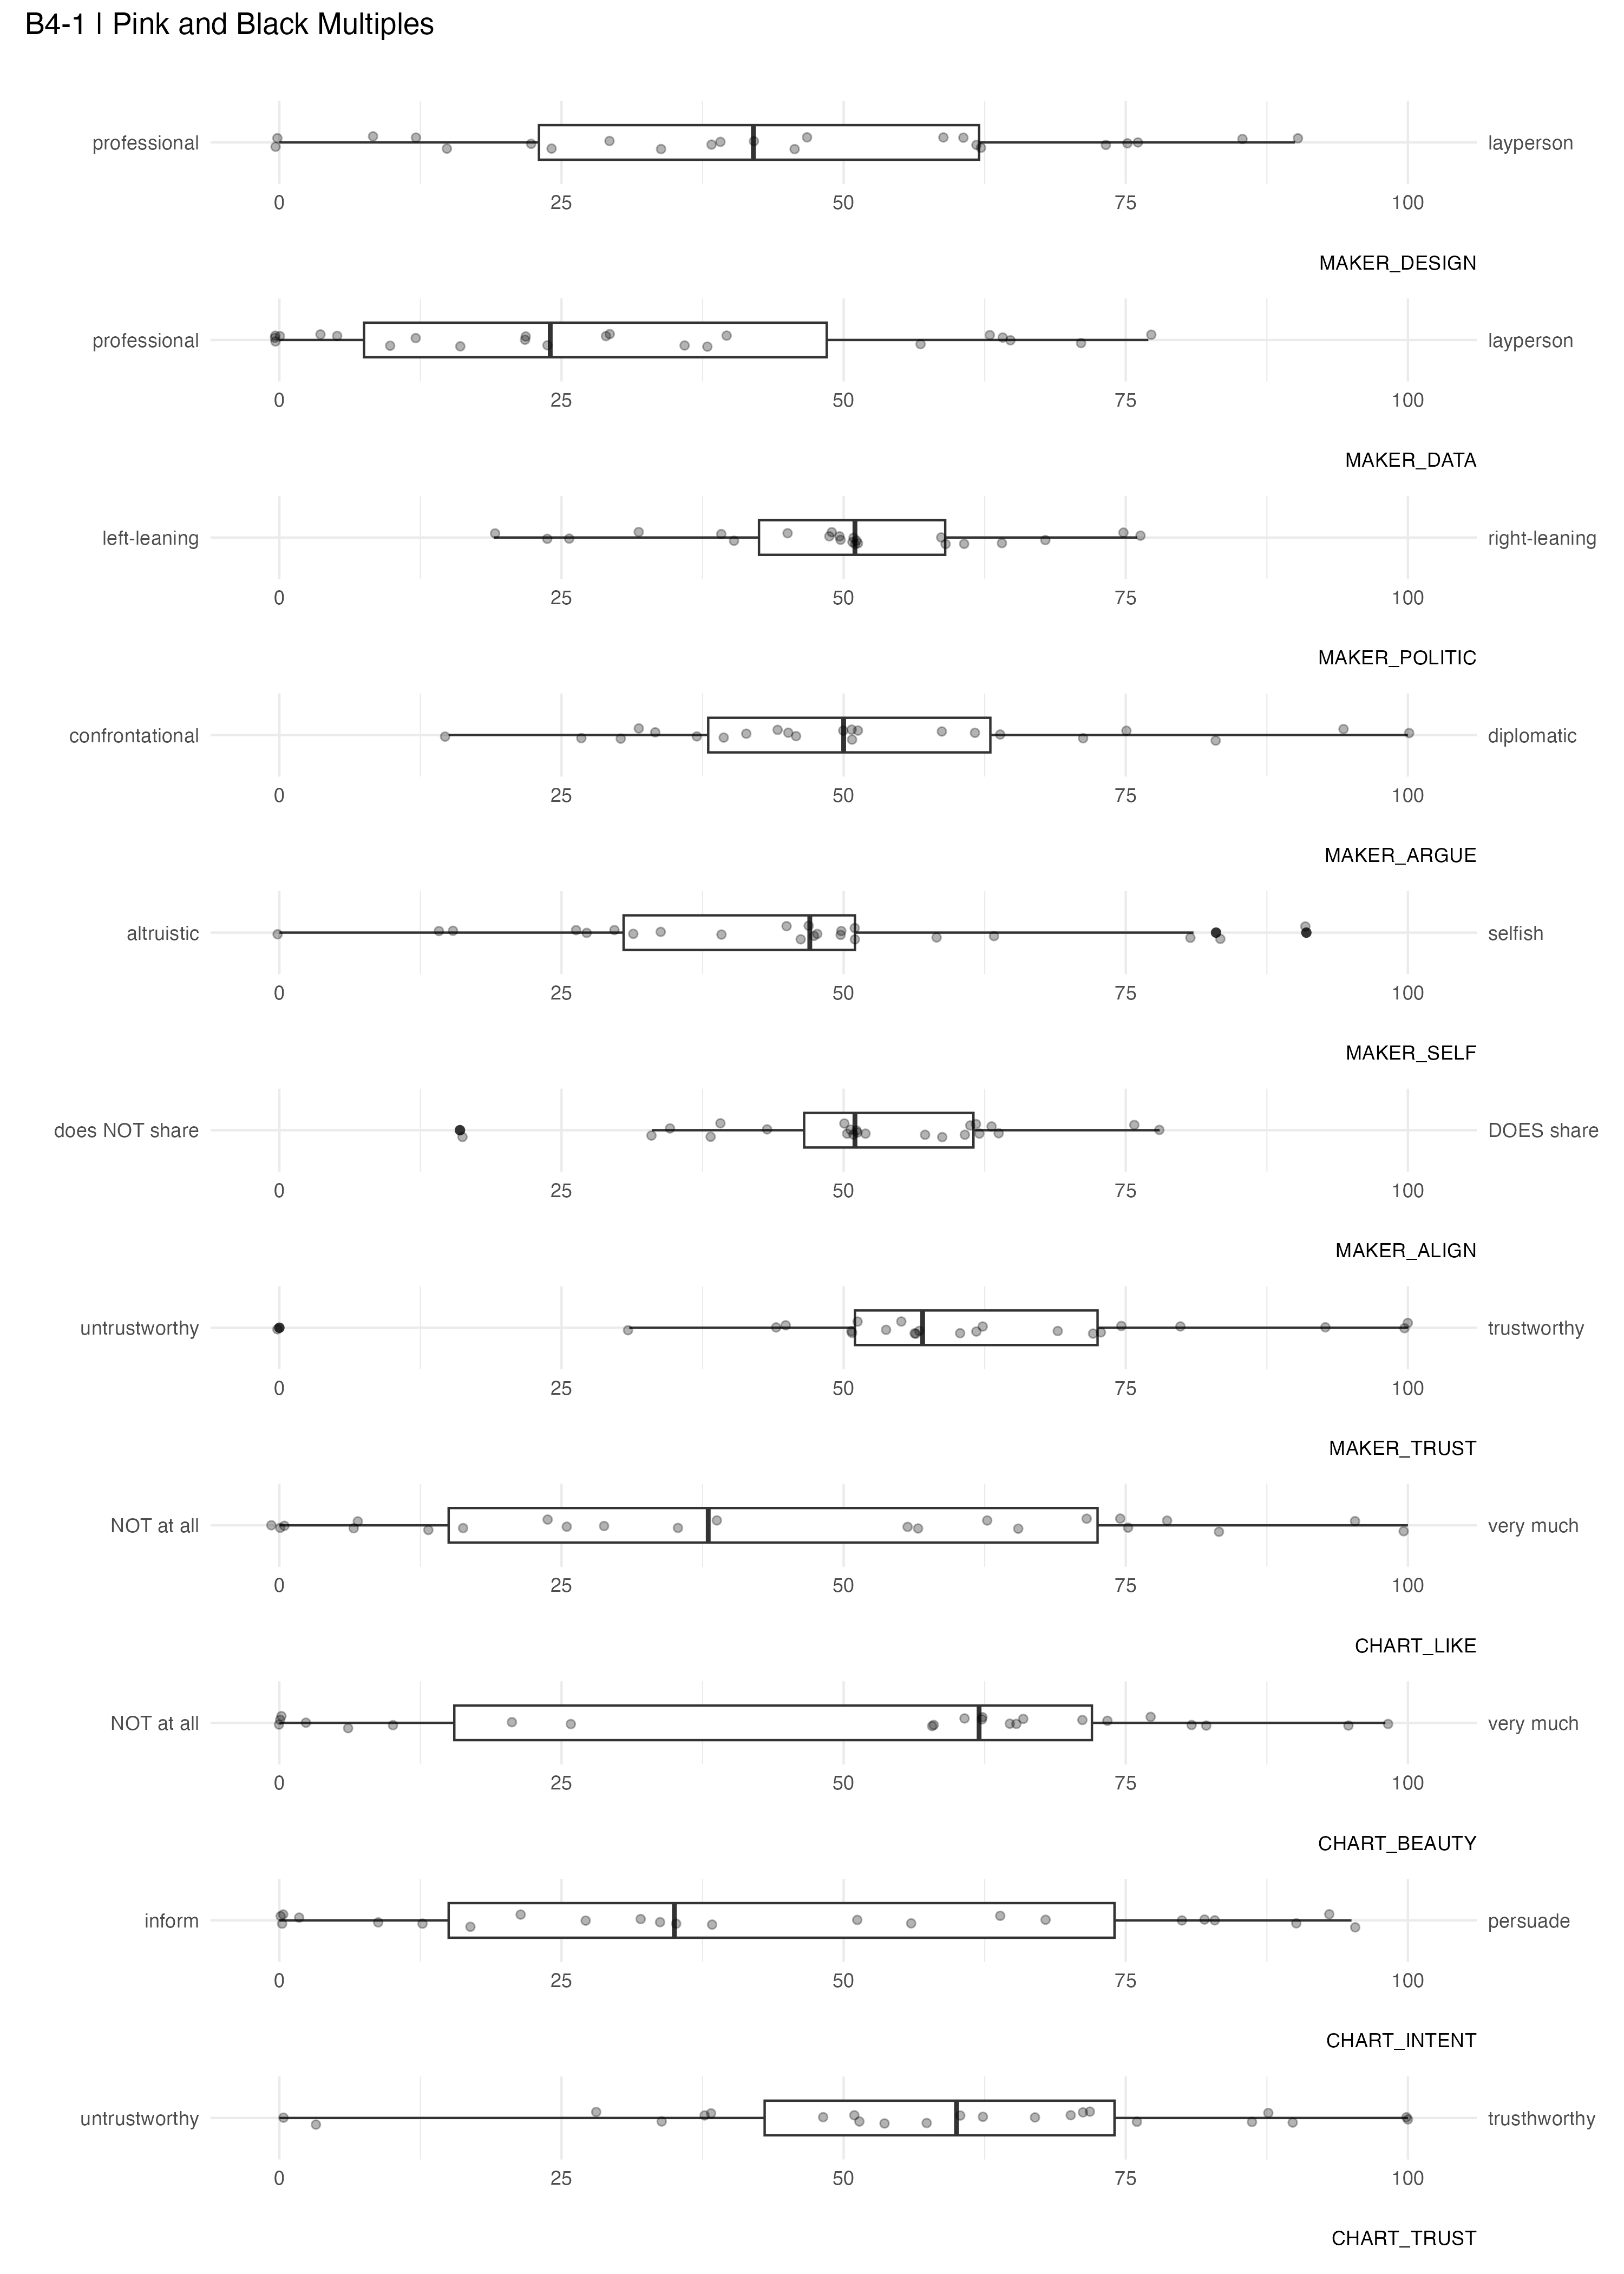 B4-1 | Pink and Black Multiples
professional layperson
0 25 50 75 100
MAKER_DESIGN
professional layperson
0 25 50 75 100
MAKER_DATA
left-leaning right-leaning
0 25 50 75 100
MAKER_POLITIC
confrontational diplomatic
0 25 50 75 100
MAKER_ARGUE
altruistic selfish
0 25 50 75 100
MAKER_SELF
does NOT share DOES share
0 25 50 75 100
MAKER_ALIGN
untrustworthy trustworthy
0 25 50 75 100
MAKER_TRUST
NOT at all very much
0 25 50 75 100
CHART_LIKE
NOT at all very much
0 25 50 75 100
CHART_BEAUTY
inform persuade
0 25 50 75 100
CHART_INTENT
untrustworthy trusthworthy
0 25 50 75 100
CHART_TRUST